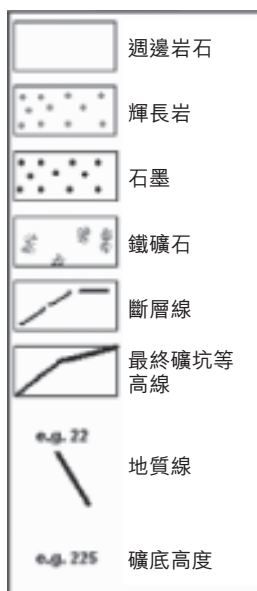 週邊岩石
輝長岩
石墨
鐵礦石
斷層線
最終礦坑等
高線
e.g. 22
地質線
e.g. 225
礦底高度